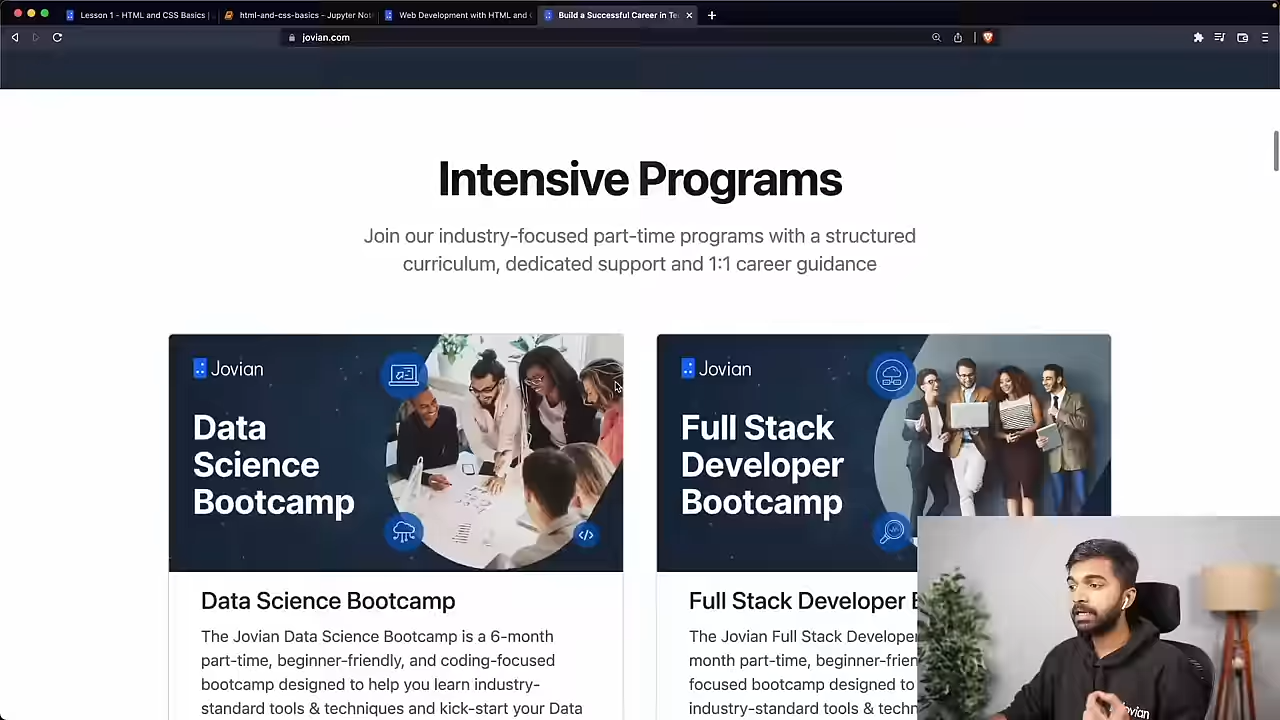 Lesson 1 - HTML and CSS Basics |
html-and-css-basics - Jupyter Not
Web Development with HTML and
Build a Successful Career in Te
jovian.com
Intensive Programs
Join our industry-focused part-time programs with a structured
curriculum, dedicated support and 1:1 career guidance
Jovian
Data
Science
Bootcamp
Data Science Bootcamp
The Jovian Data Science Bootcamp is a 6-month
part-time, beginner-friendly, and coding-focused
bootcamp designed to help you learn industry-
standard tools & techniques and kick-start your Data
Jovian
Full Stack
Developer
Bootcamp
Full Stack Developer
The Jovian Full Stack Developer
month part-time, beginner-frien
focused bootcamp designed to
industry-standard tools & techn
Jovian